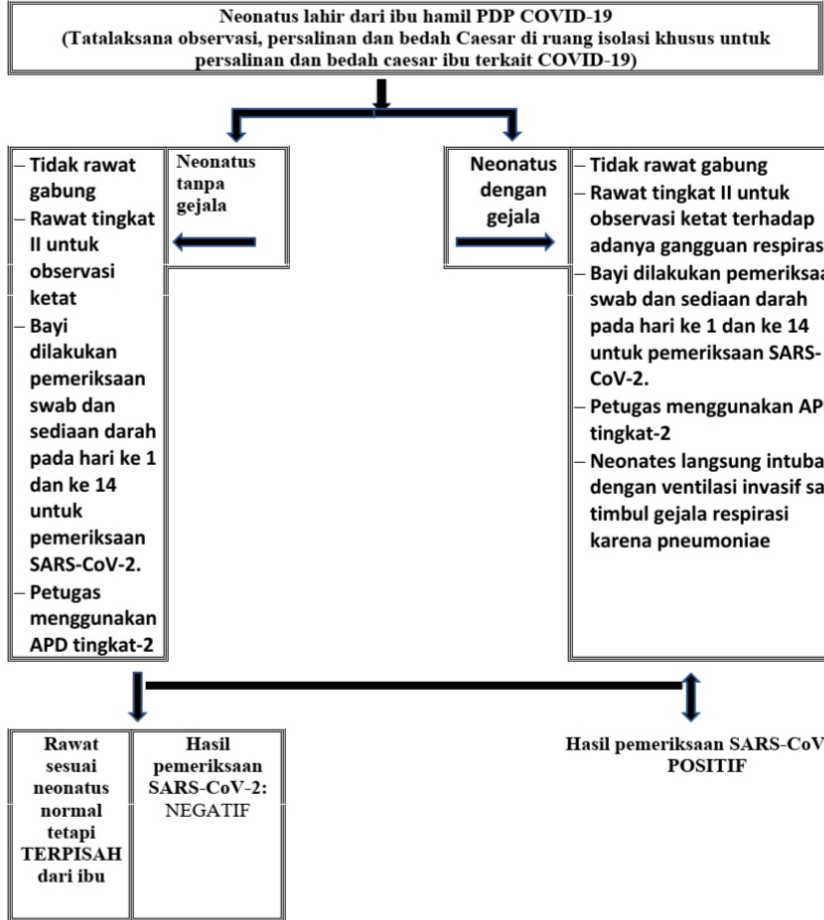 Neonatus lahir dari ibu hamil PDP COVID-19
(Tatalaksana observasi, persalinan dan bedah Caesar di ruang isolasi khusus untuk
persalinan dan bedah caesar ibu terkait COVID-19)
– Tidak rawat
gabung
– Rawat tingkat
II untuk
observasi
ketat
– Bayi
dilakukan
pemeriksaan
swab dan
sediaan darah
pada hari ke 1
dan ke 14
untuk
pemeriksaan
SARS-CoV-2.
– Petugas
menggunakan
APD tingkat-2
Neonatus
tanpa
gejala
Neonatus
dengan
gejala
– Tidak rawat gabung
– Rawat tingkat II untuk
observasi ketat terhadap
adanya gangguan respiras
– Bayi dilakukan pemeriksaa
swab dan sediaan darah
pada hari ke 1 dan ke 14
untuk pemeriksaan SARS-
CoV-2.
– Petugas menggunakan AP
tingkat-2
– Neonates langsung intuba
dengan ventilasi invasif sa
timbul gejala respirasi
karena pneumoniae
Rawat
sesuai
neonatus
normal
tetapi
TERPISAH
dari ibu
Hasil
pemeriksaan
SARS-CoV-2:
NEGATIF
Hasil pemeriksaan SARS-CoV
POSITIF